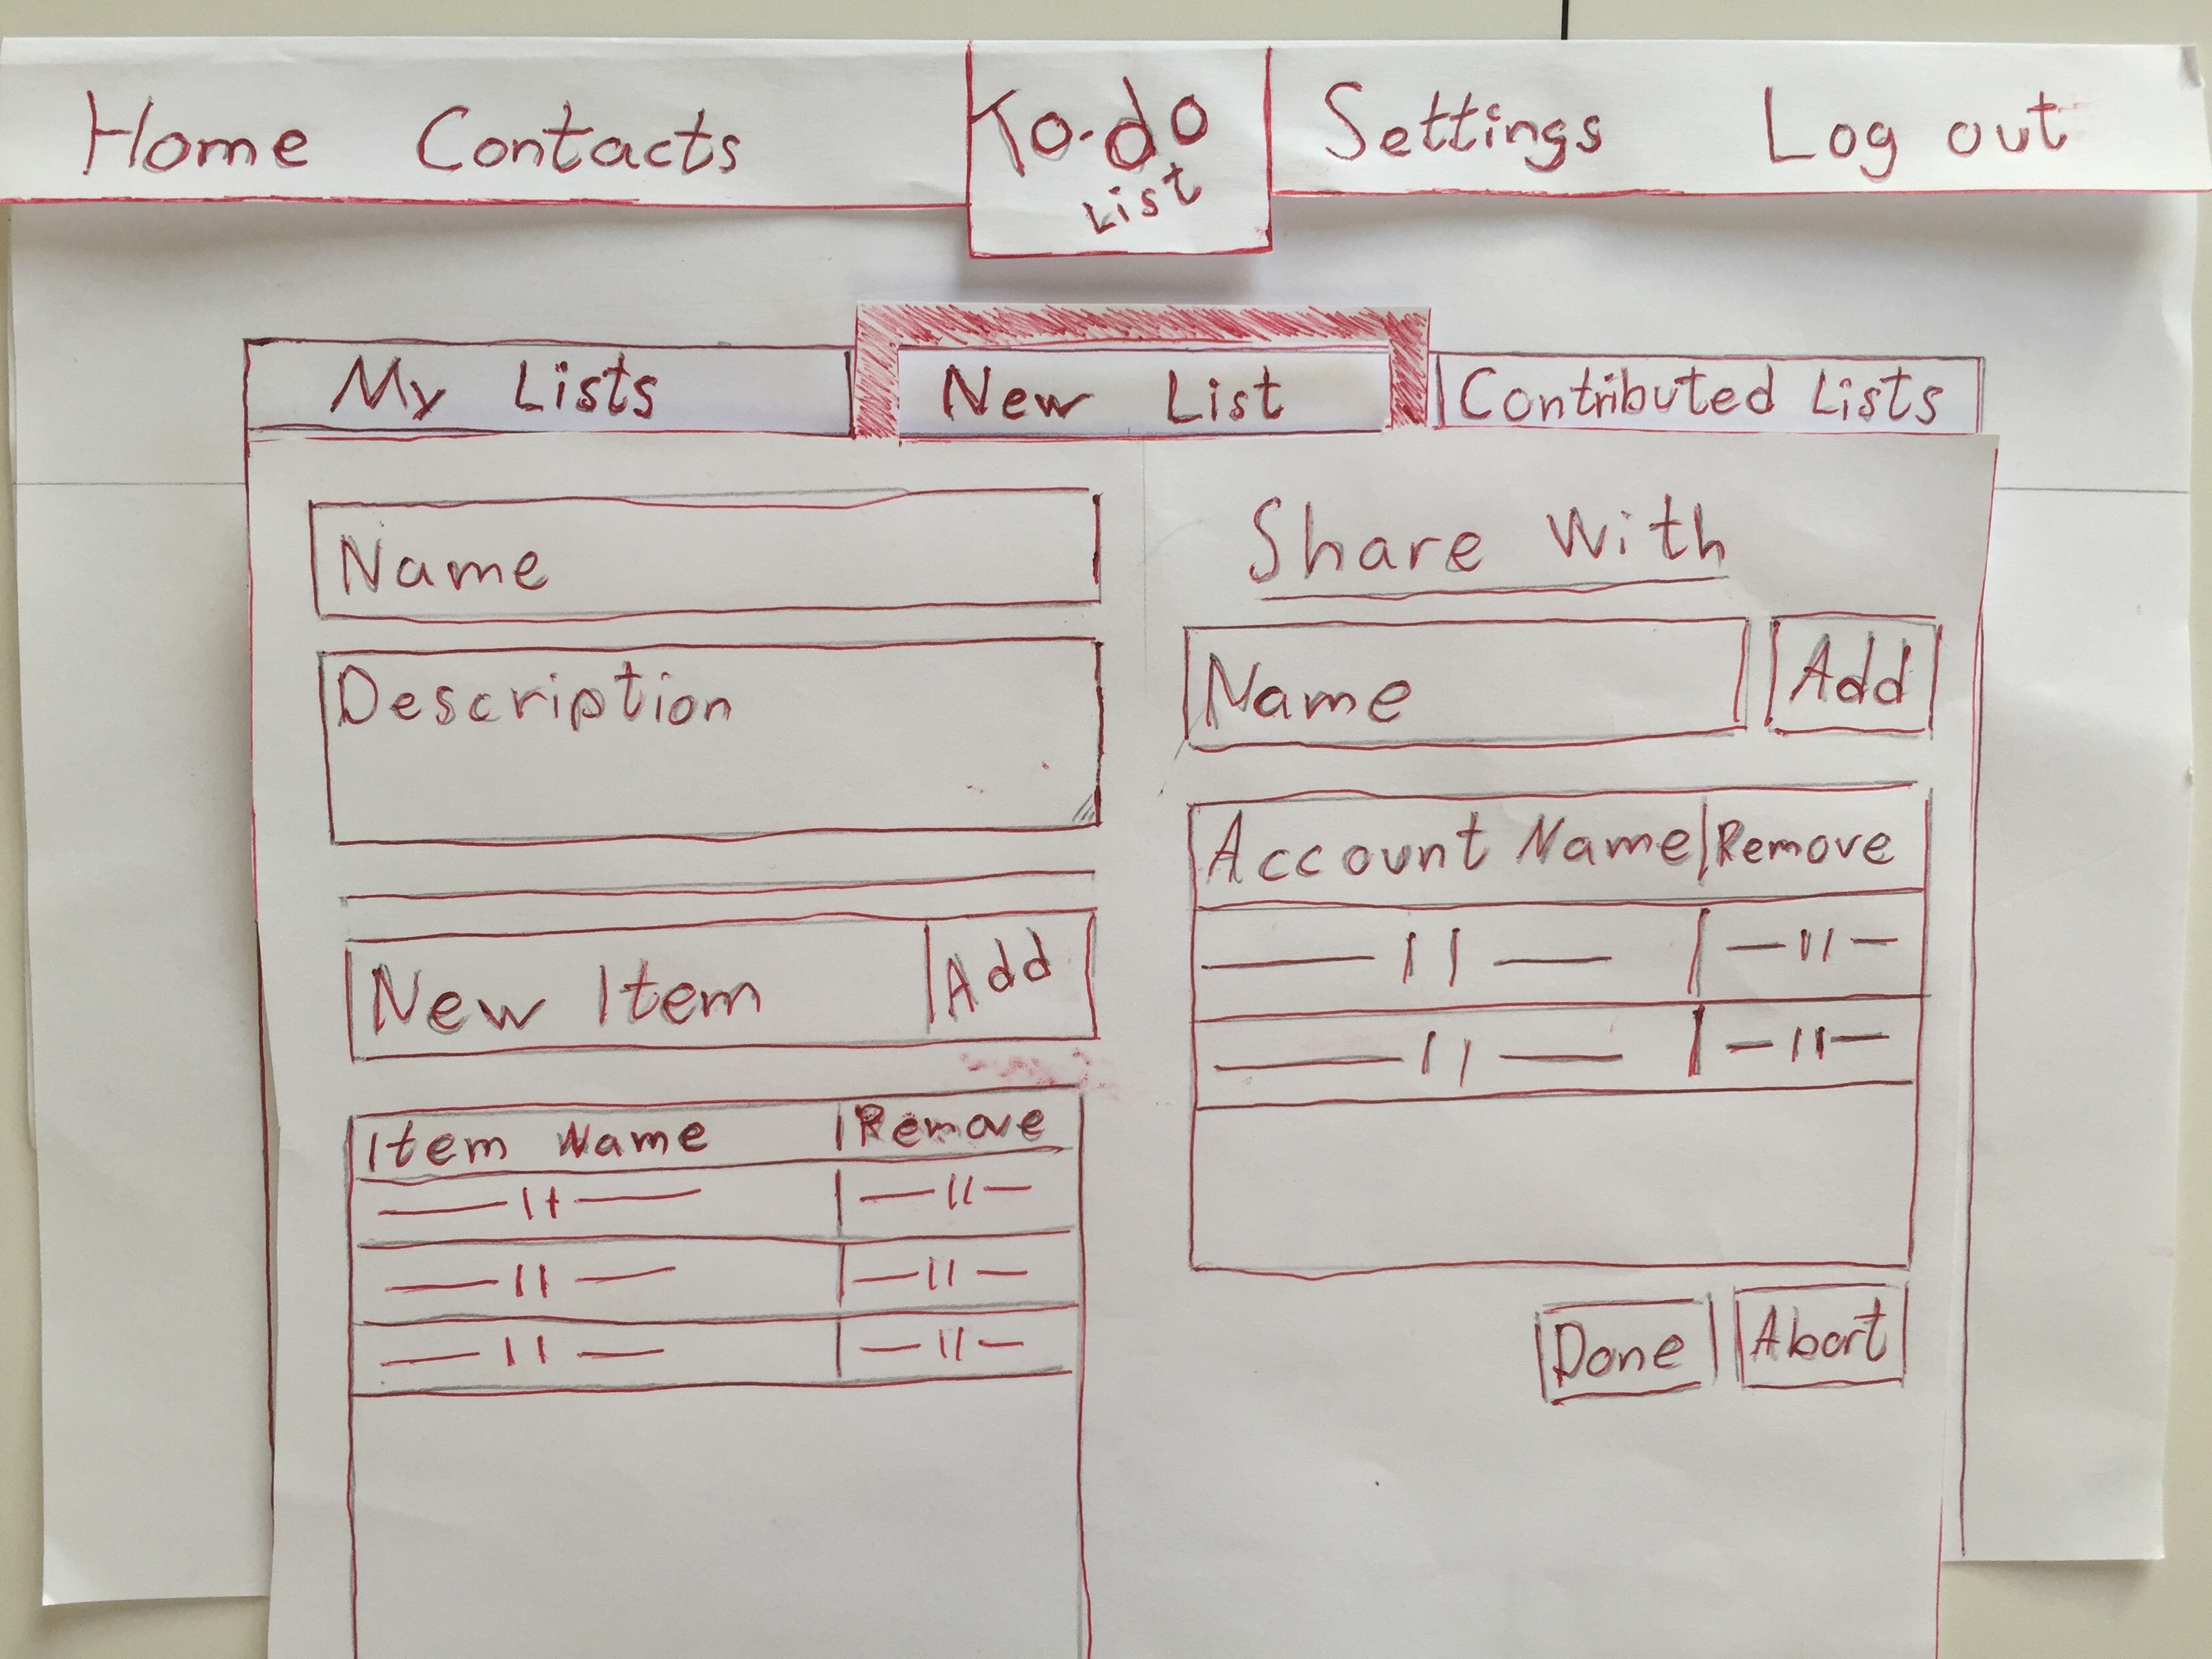 Home Contacts To-do List Settings Log out
My Lists New List Contributed Lists
Name
Description
New Item Add
Item Name Remove
—— 11 —— — 11 —
—— 11 —— — 11 —
—— 11 —— — 11 —
Share With
Name Add
Account Name Remove
—— 11 —— — 11 —
—— 11 —— — 11 —
Done Abort